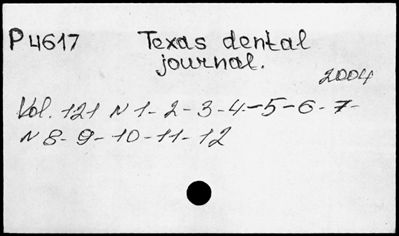 P4617 Texas dental
journal.
2004
Vol. 121 N 1-2-3-4-5-6-7-
N 8-9-10-11-12